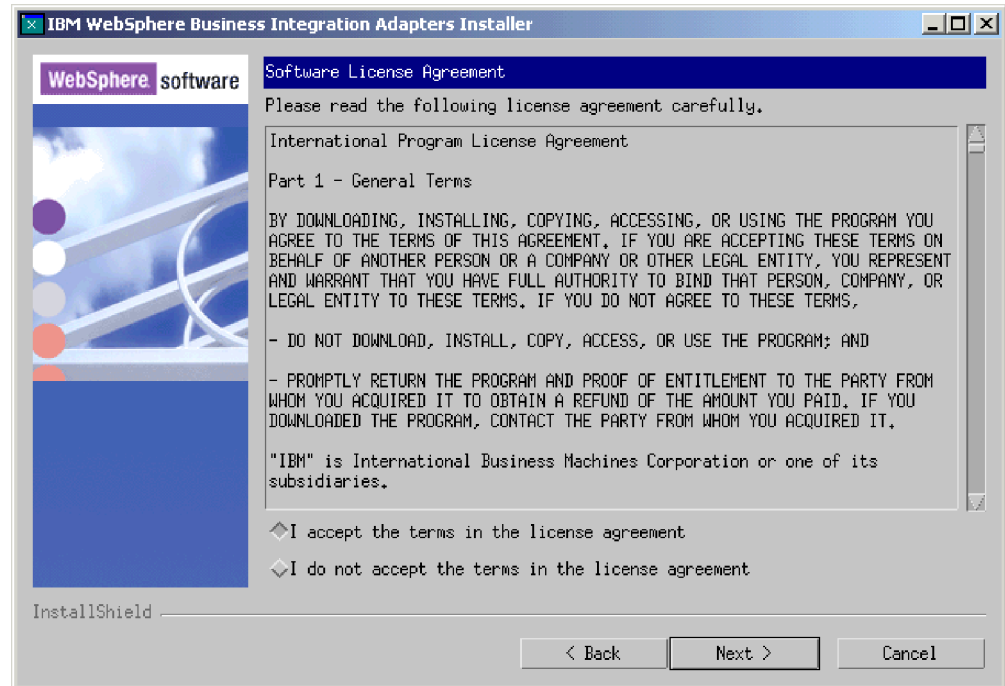 IBM WebSphere Business Integration Adapters Installer
WebSphere software
Software License Agreement
Please read the following license agreement carefully.
International Program License Agreement
Part 1 - General Terms
BY DOWNLOADING, INSTALLING, COPYING, ACCESSING, OR USING THE PROGRAM YOU
AGREE TO THE TERMS OF THIS AGREEMENT. IF YOU ARE ACCEPTING THESE TERMS ON
BEHALF OF ANOTHER PERSON OR A COMPANY OR OTHER LEGAL ENTITY, YOU REPRESENT
AND WARRANT THAT YOU HAVE FULL AUTHORITY TO BIND THAT PERSON, COMPANY, OR
LEGAL ENTITY TO THESE TERMS. IF YOU DO NOT AGREE TO THESE TERMS,
- DO NOT DOWNLOAD, INSTALL, COPY, ACCESS, OR USE THE PROGRAM; AND
- PROMPTLY RETURN THE PROGRAM AND PROOF OF ENTITLEMENT TO THE PARTY FROM
WHOM YOU ACQUIRED IT TO OBTAIN A REFUND OF THE AMOUNT YOU PAID. IF YOU
DOWNLOADED THE PROGRAM, CONTACT THE PARTY FROM WHOM YOU ACQUIRED IT.
"IBM" is International Business Machines Corporation or one of its
subsidiaries.
I accept the terms in the license agreement
I do not accept the terms in the license agreement
InstallShield
< Back
Next >
Cancel